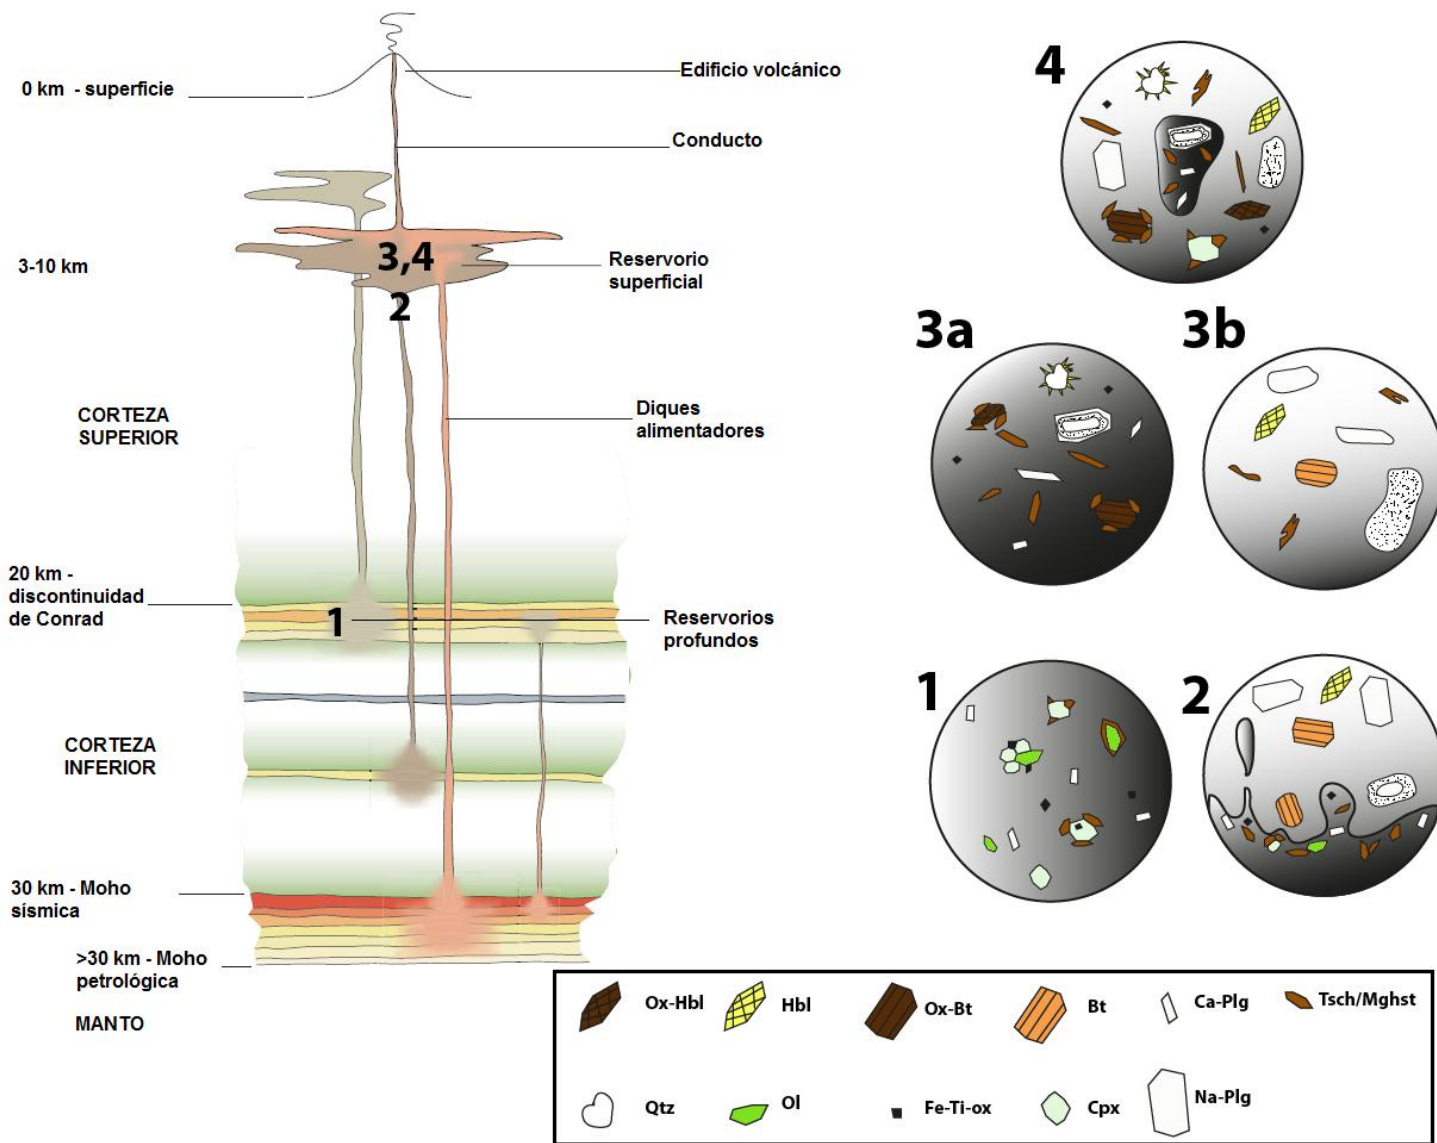 0 km - superficie
Edificio volcánico
Conducto
3-10 km
3,4
2
Reservorio
superficial
CORTEZA
SUPERIOR
Diques
alimentadores
20 km -
discontinuidad
de Conrad
1
Reservorios
profundos
CORTEZA
INFERIOR
30 km - Moho
sísmica
>30 km - Moho
petrológica
MANTO
4
3a
3b
1
2
Ox-Hbl
Hbl
Ox-Bt
Bt
Ca-Plg
Tsch/Mghst
Qtz
Ol
Fe-Ti-ox
Cpx
Na-Plg